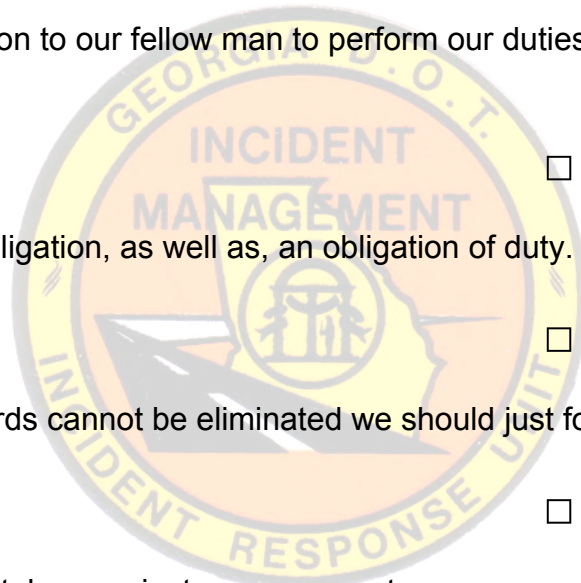 on to our fellow man to perform our duties
GEORGIA D.O.T.
INCIDENT
MANAGEMENT
ligation, as well as, an obligation of duty.
rds cannot be eliminated we should just fo
INCIDENT RESPONSE UNIT